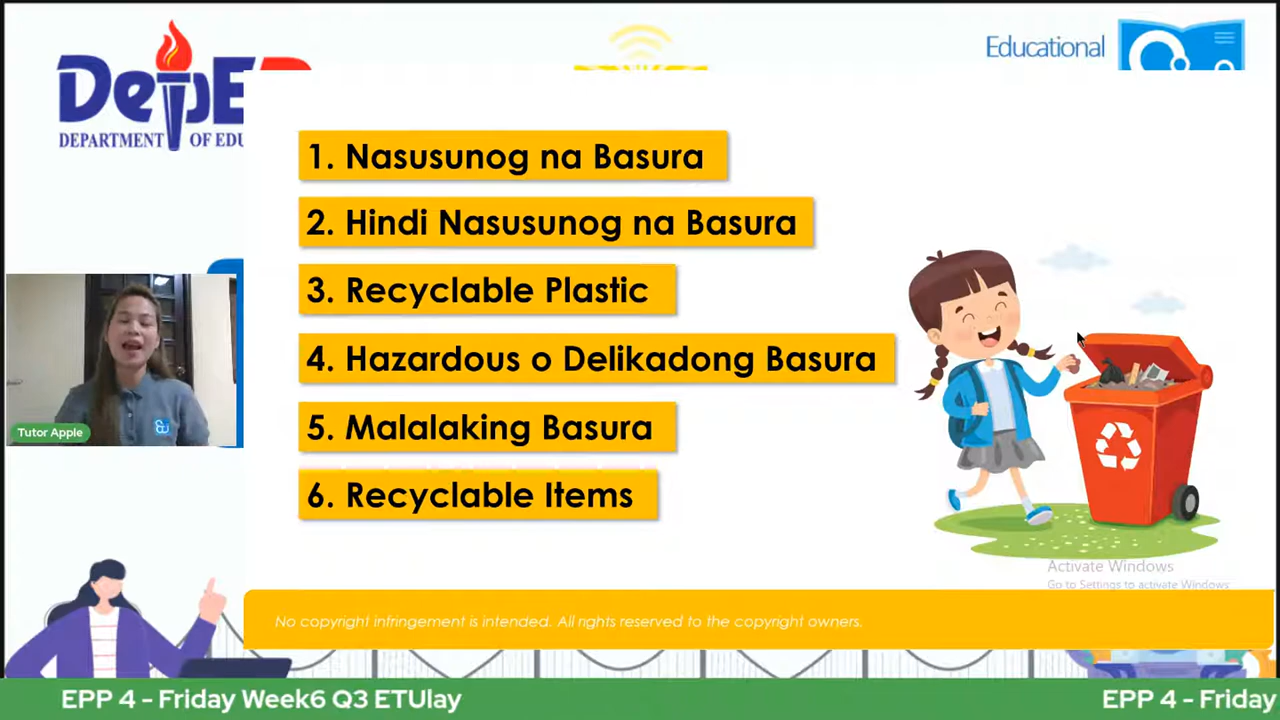 DepE
DEPARTMENT OF EDU
Educational
1. Nasusunog na Basura
2. Hindi Nasusunog na Basura
3. Recyclable Plastic
4. Hazardous o Delikadong Basura
5. Malalaking Basura
6. Recyclable Items
Tutor Apple
Activate Windows
Go to Settings to activate Windows
No copyright infringement is intended. All rights reserved to the copyright owners.
EPP 4 - Friday Week6 Q3 ETUlay
EPP 4 - Friday